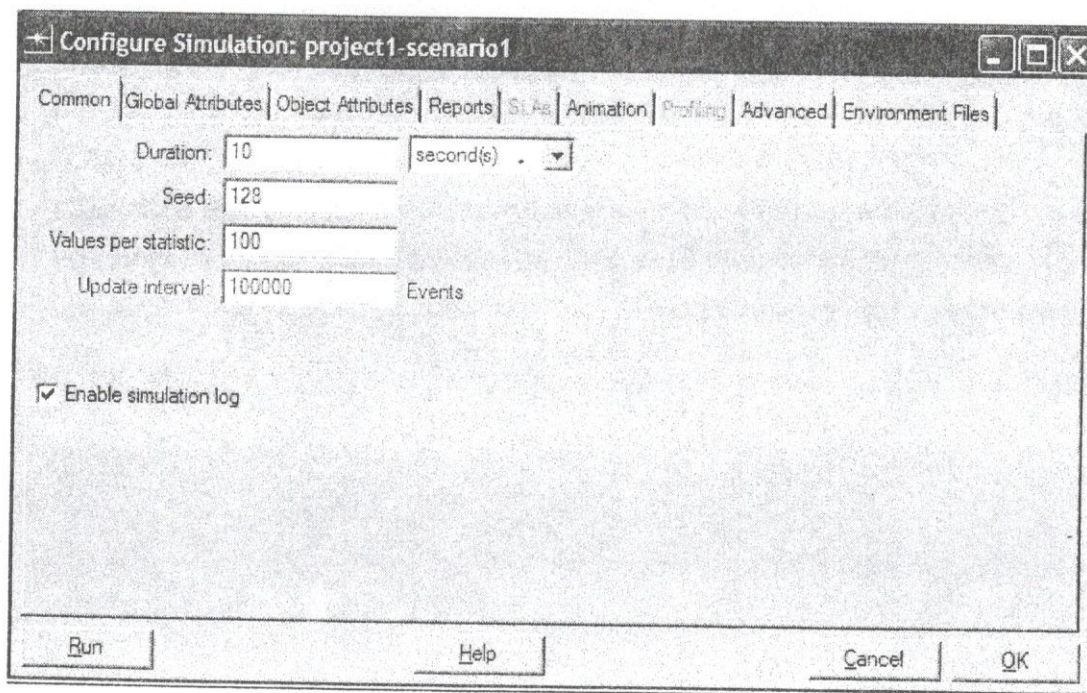 Configure Simulation: project1-scenario1
Common Global Attributes Object Attributes Reports SLAs Animation Profiling Advanced Environment Files
Duration: 10 second(s)
Seed: 128
Values per statistic: 100
Update interval: 100000 Events
Enable simulation log
Run Help Cancel OK